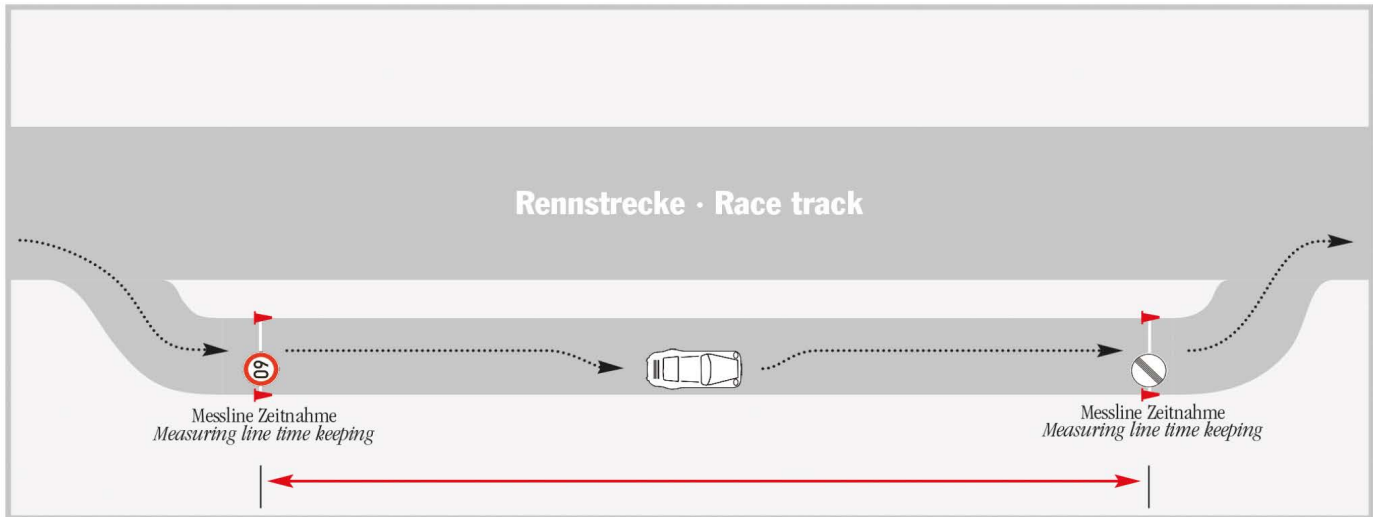 Rennstrecke · Race track
60
Messline Zeitnahme
Measuring line time keeping
Messline Zeitnahme
Measuring line time keeping